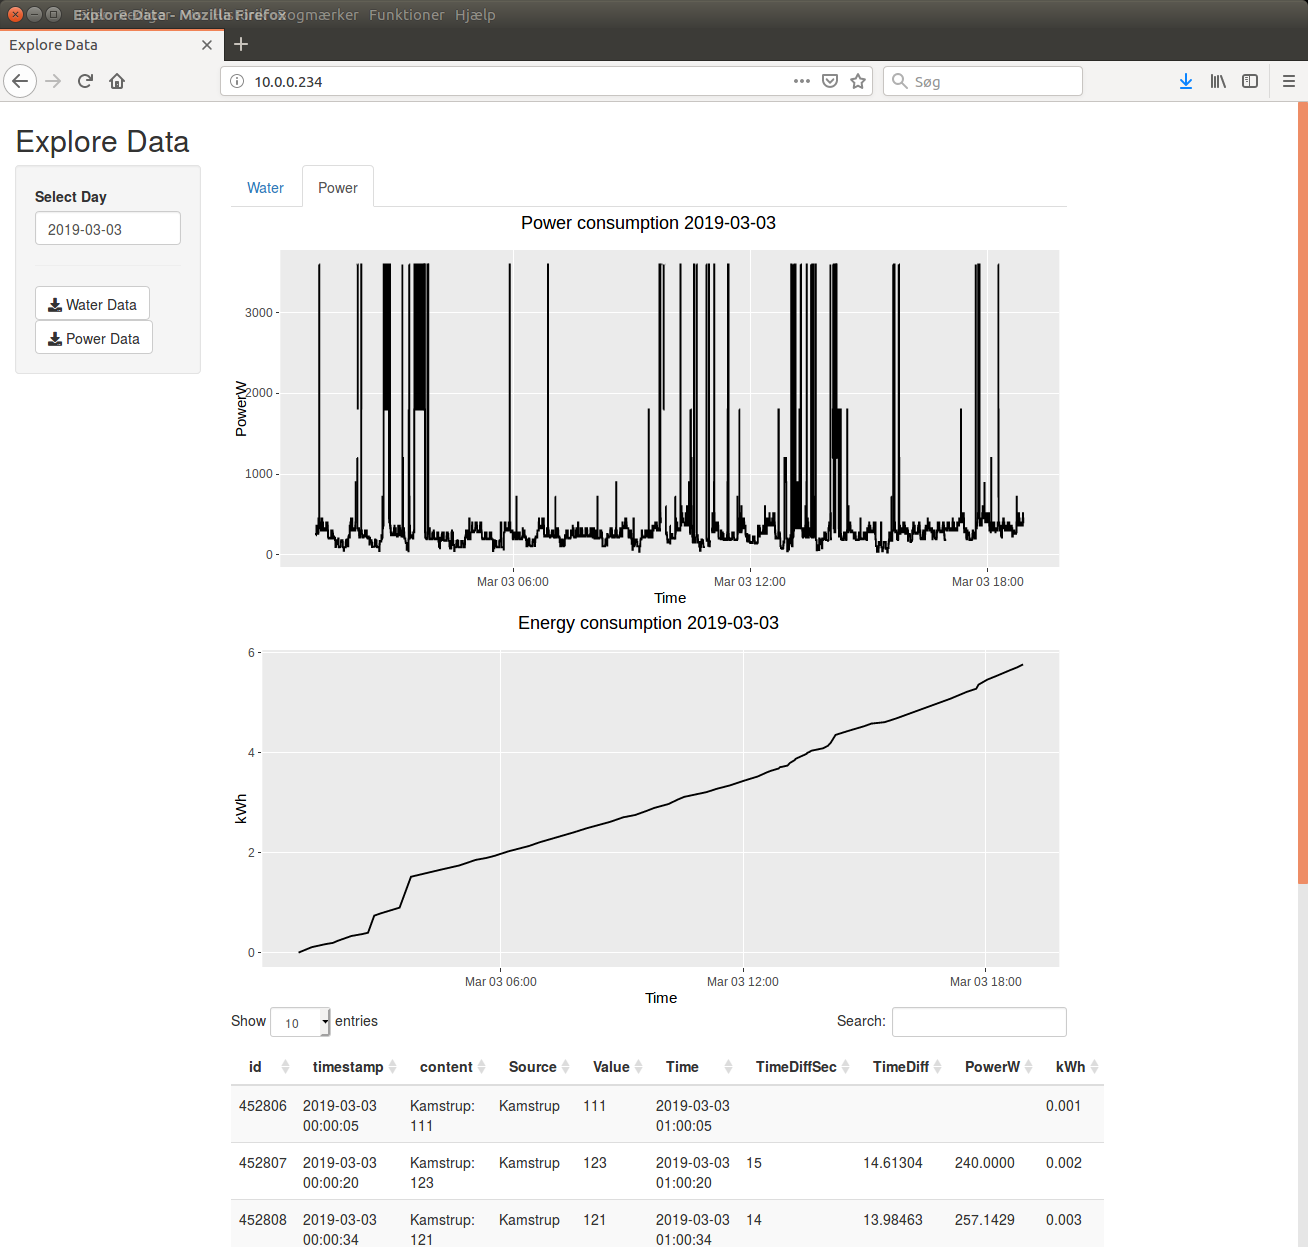 Explore Data - Mozilla Firefox
Bogmærker Funktioner Hjælp
Explore Data
10.0.0.234
Søg
Explore Data
Select Day
2019-03-03
Water Data
Power Data
Water Power
Power consumption 2019-03-03
PowerW
3000
2000
1000
0
Mar 03 06:00 Mar 03 12:00 Mar 03 18:00
Time
Energy consumption 2019-03-03
kWh
6
4
2
0
Mar 03 06:00 Mar 03 12:00 Mar 03 18:00
Time
Show 10 entries Search:
id timestamp content Source Value Time TimeDiffSec TimeDiff PowerW kWh
452806 2019-03-03 Kamstrup: Kamstrup 111 2019-03-03 0.001
00:00:05 111 01:00:05
452807 2019-03-03 Kamstrup: Kamstrup 123 2019-03-03 15 14.61304 240.0000 0.002
00:00:20 123 01:00:20
452808 2019-03-03 Kamstrup: Kamstrup 121 2019-03-03 14 13.98463 257.1429 0.003
00:00:34 121 01:00:34